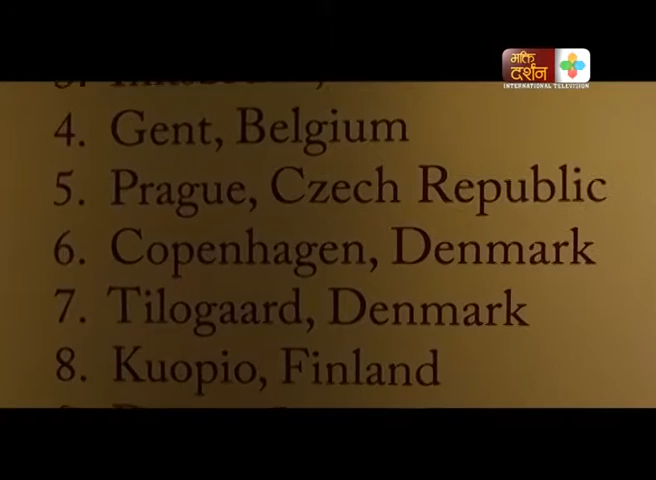 भक्ति
दर्शन
INTERNATIONAL TELEVISION
4. Gent, Belgium
5. Prague, Czech Republic
6. Copenhagen, Denmark
7. Tilogaard, Denmark
8. Kuopio, Finland